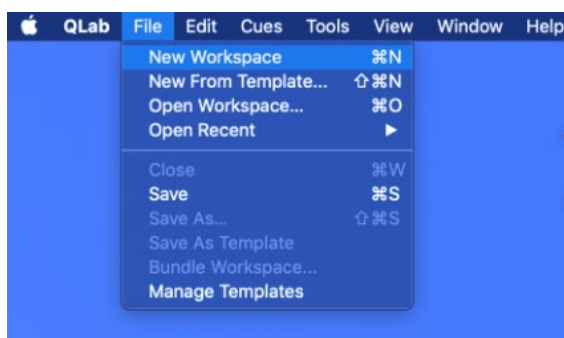 QLab File Edit Cues Tools View Window Help
New Workspace ⌘N
New From Template... ⇧⌘N
Open Workspace... ⌘O
Open Recent ▶
Close ⌘W
Save ⌘S
Save As... ⇧⌘S
Save As Template
Bundle Workspace...
Manage Templates